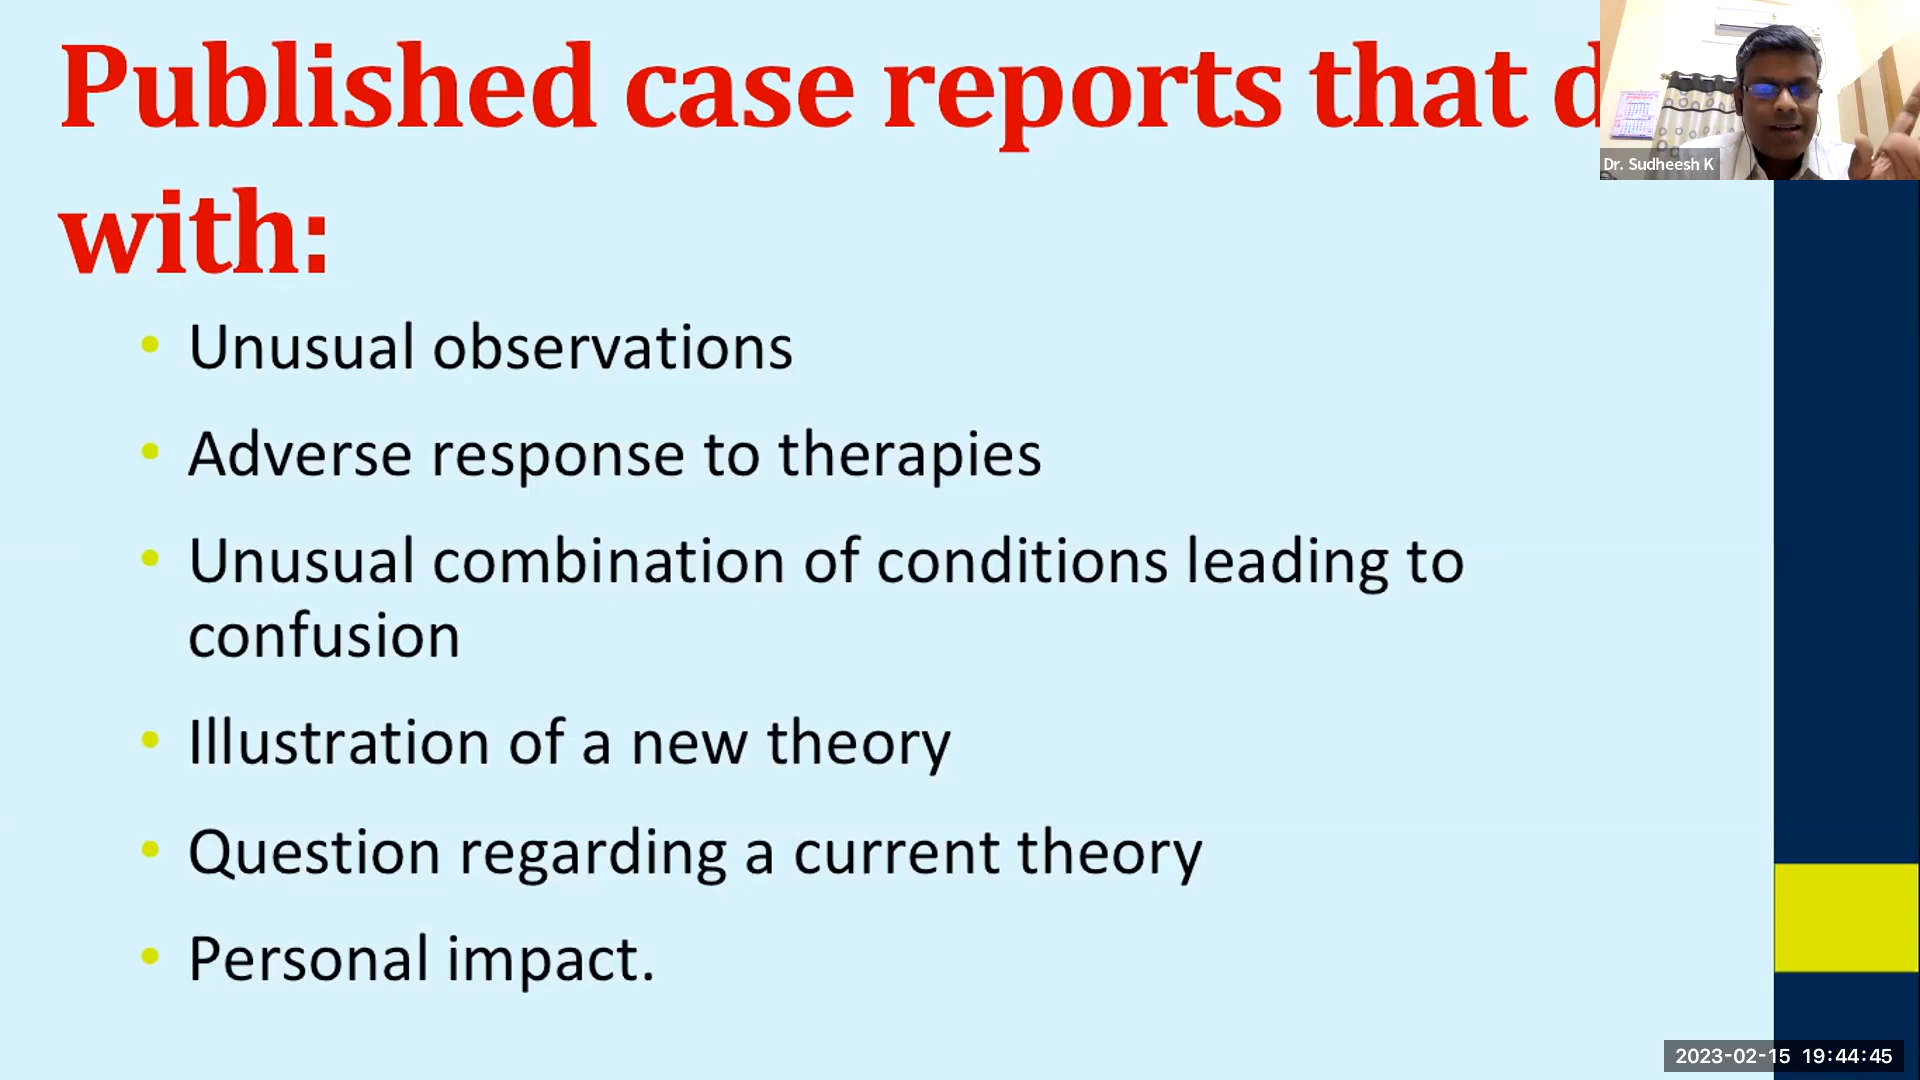 Published case reports that d
with:
Dr. Sudheesh K
• Unusual observations
• Adverse response to therapies
• Unusual combination of conditions leading to
confusion
• Illustration of a new theory
• Question regarding a current theory
• Personal impact.
2023-02-15 19:44:45